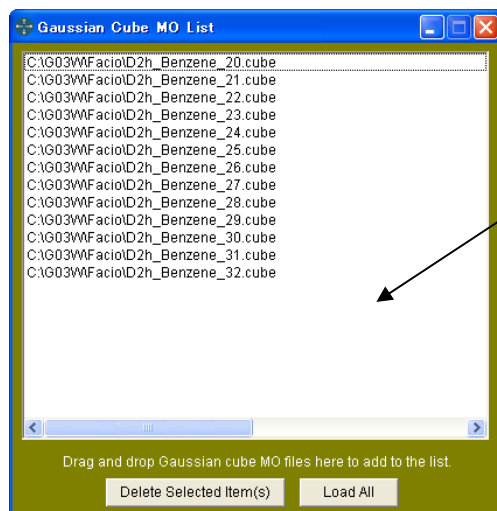 Gaussian Cube MO List
C:\G03W\Facio\D2h_Benzene_20.cube
C:\G03W\Facio\D2h_Benzene_21.cube
C:\G03W\Facio\D2h_Benzene_22.cube
C:\G03W\Facio\D2h_Benzene_23.cube
C:\G03W\Facio\D2h_Benzene_24.cube
C:\G03W\Facio\D2h_Benzene_25.cube
C:\G03W\Facio\D2h_Benzene_26.cube
C:\G03W\Facio\D2h_Benzene_27.cube
C:\G03W\Facio\D2h_Benzene_28.cube
C:\G03W\Facio\D2h_Benzene_29.cube
C:\G03W\Facio\D2h_Benzene_30.cube
C:\G03W\Facio\D2h_Benzene_31.cube
C:\G03W\Facio\D2h_Benzene_32.cube
Drag and drop Gaussian cube MO files here to add to the list.
Delete Selected Item(s) Load All